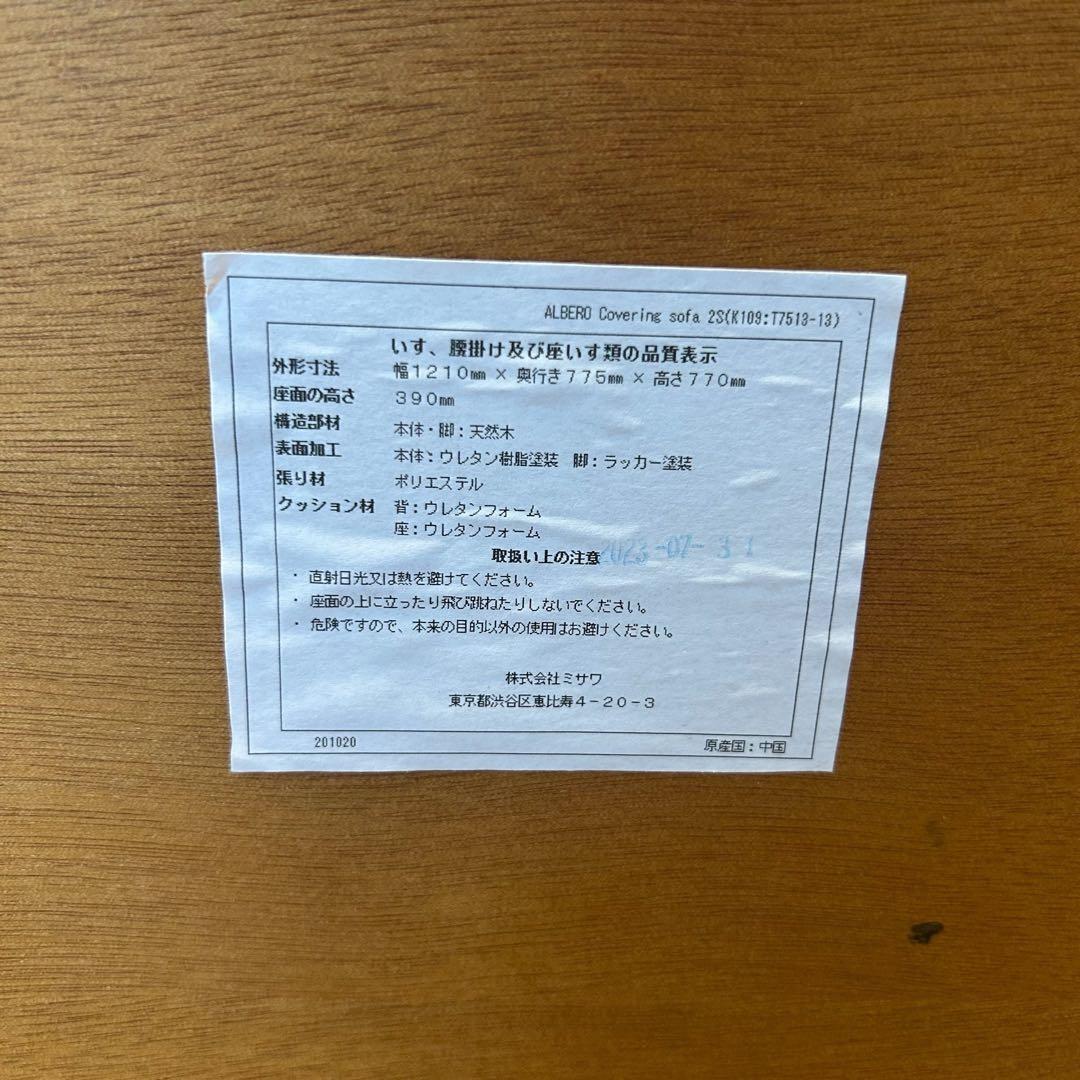 ALBERO Covering sofa 2S(K109:T7513-13)
いす、腰掛け及び座いす類の品質表示
外形寸法 幅1210㎜ × 奥行き775㎜ × 高さ770㎜
座面の高さ 390㎜
構造部材 本体・脚：天然木
表面加工 本体：ウレタン樹脂塗装 脚：ラッカー塗装
張り材 ポリエステル
クッション材 背：ウレタンフォーム
座：ウレタンフォーム
2023-07-31
取扱い上の注意
・ 直射日光又は熱を避けてください。
・ 座面の上に立ったり飛び跳ねたりしないでください。
・ 危険ですので、本来の目的以外の使用はお避けください。
株式会社ミサワ
東京都渋谷区恵比寿4－20－3
201020 原産国：中国